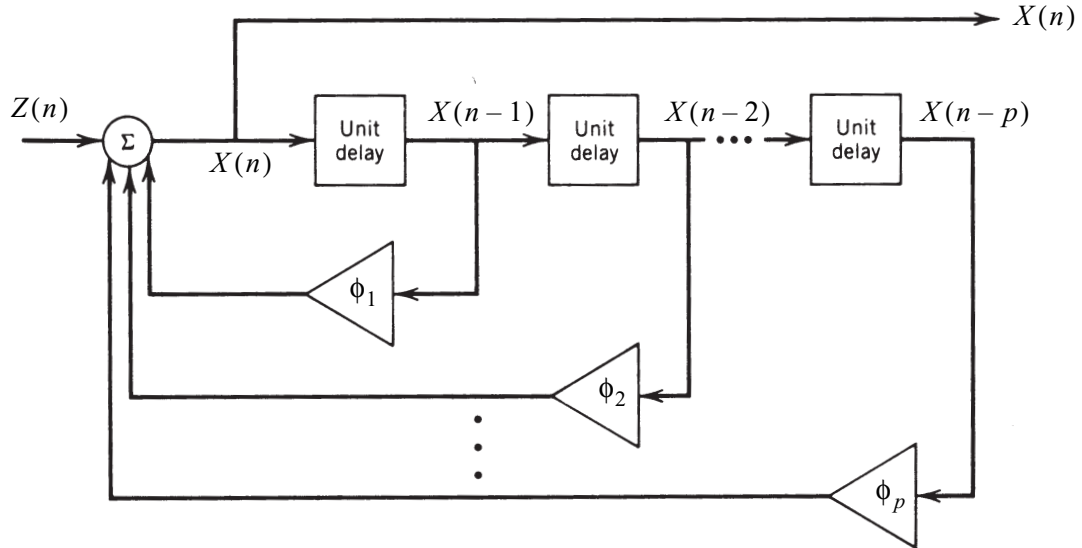 X(n)
Z(n)
Σ
X(n)
Unit
delay
X(n − 1)
Unit
delay
X(n − 2)
Unit
delay
X(n − p)
ϕ1
ϕ2
ϕp